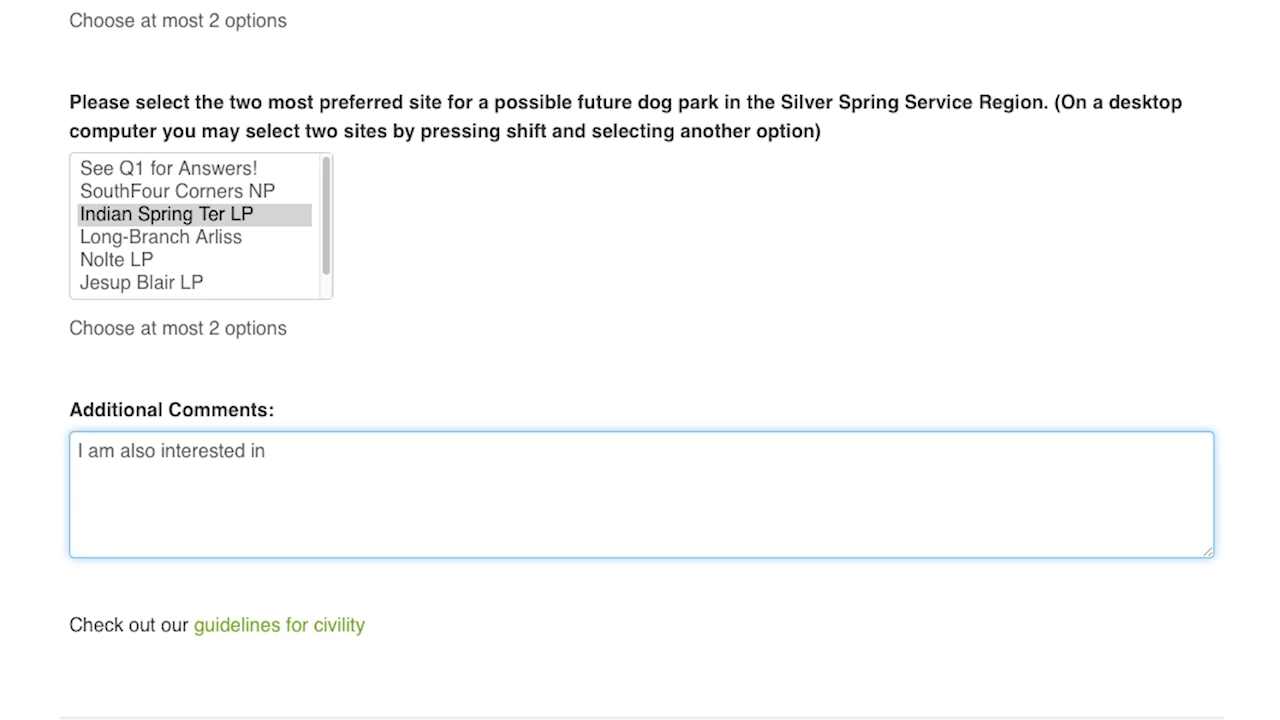 Choose at most 2 options
Please select the two most preferred site for a possible future dog park in the Silver Spring Service Region. (On a desktop
computer you may select two sites by pressing shift and selecting another option)
See Q1 for Answers!
SouthFour Corners NP
Indian Spring Ter LP
Long-Branch Arliss
Nolte LP
Jesup Blair LP
Choose at most 2 options
Additional Comments:
I am also interested in
Check out our guidelines for civility